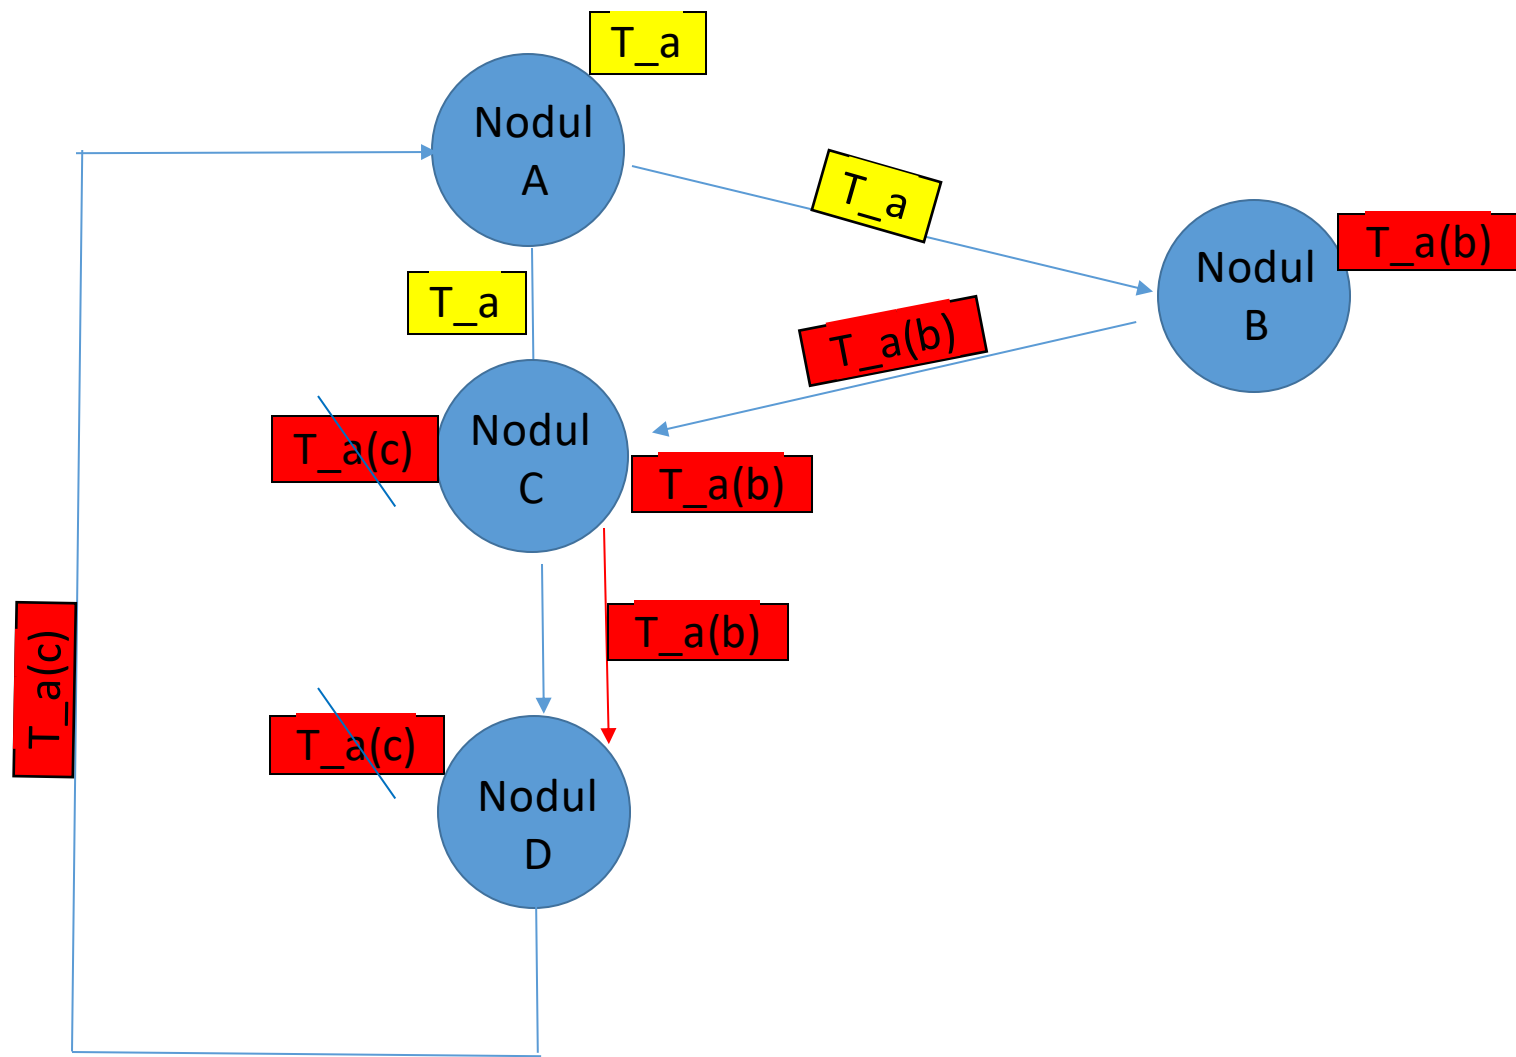 T_a
Nodul
A
T_a
T_a(b)
Nodul
B
T_a
T_a(b)
Nodul
C
T_a(c)
T_a(b)
T_a(b)
T_a(c)
T_a(c)
Nodul
D